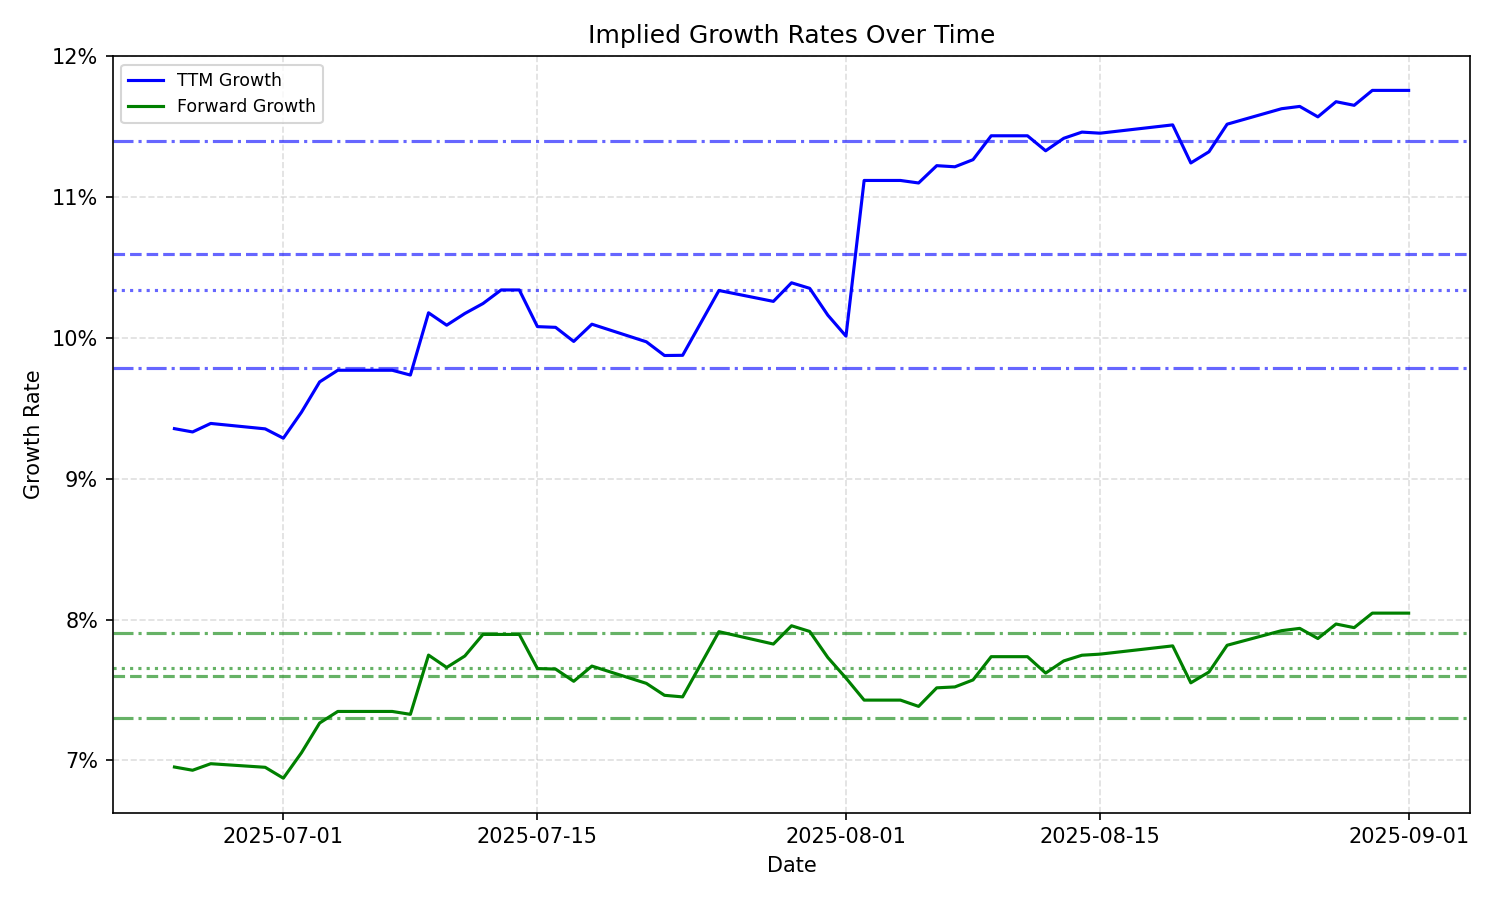 Implied Growth Rates Over Time
12%
11%
10%
9%
8%
7%
Growth Rate
TTM Growth
Forward Growth
2025-07-01
2025-07-15
2025-08-01
2025-08-15
2025-09-01
Date